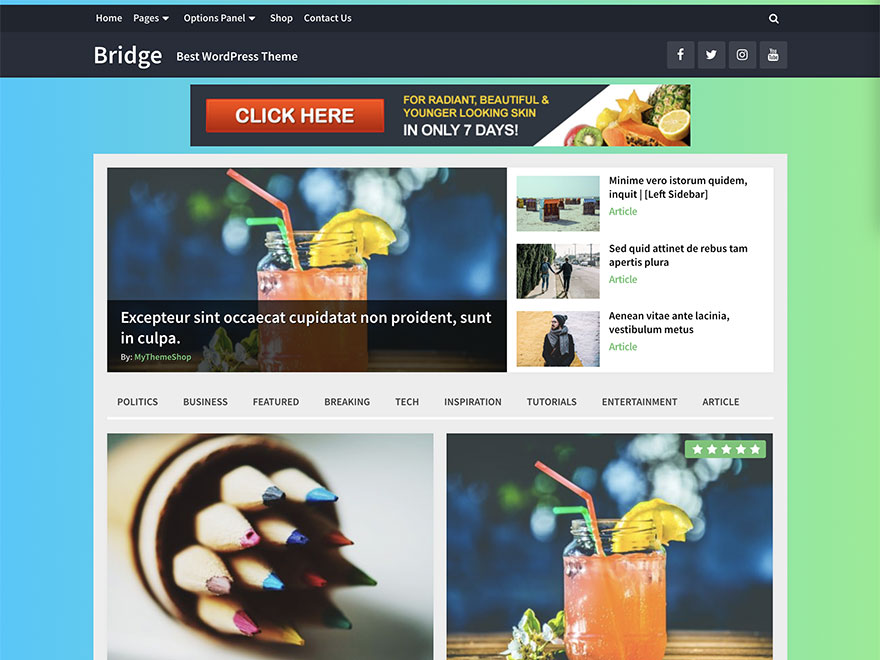 Home Pages Options Panel Shop Contact Us
Bridge Best WordPress Theme
You
Tube
CLICK HERE
FOR RADIANT, BEAUTIFUL &
YOUNGER LOOKING SKIN
IN ONLY 7 DAYS!
Excepteur sint occaecat cupidatat non proident, sunt
in culpa.
By: MyThemeShop
Minime vero istorum quidem,
inquit | [Left Sidebar]
Article
Sed quid attinet de rebus tam
apertis plura
Article
Aenean vitae ante lacinia,
vestibulum metus
Article
POLITICS BUSINESS FEATURED BREAKING TECH INSPIRATION TUTORIALS ENTERTAINMENT ARTICLE